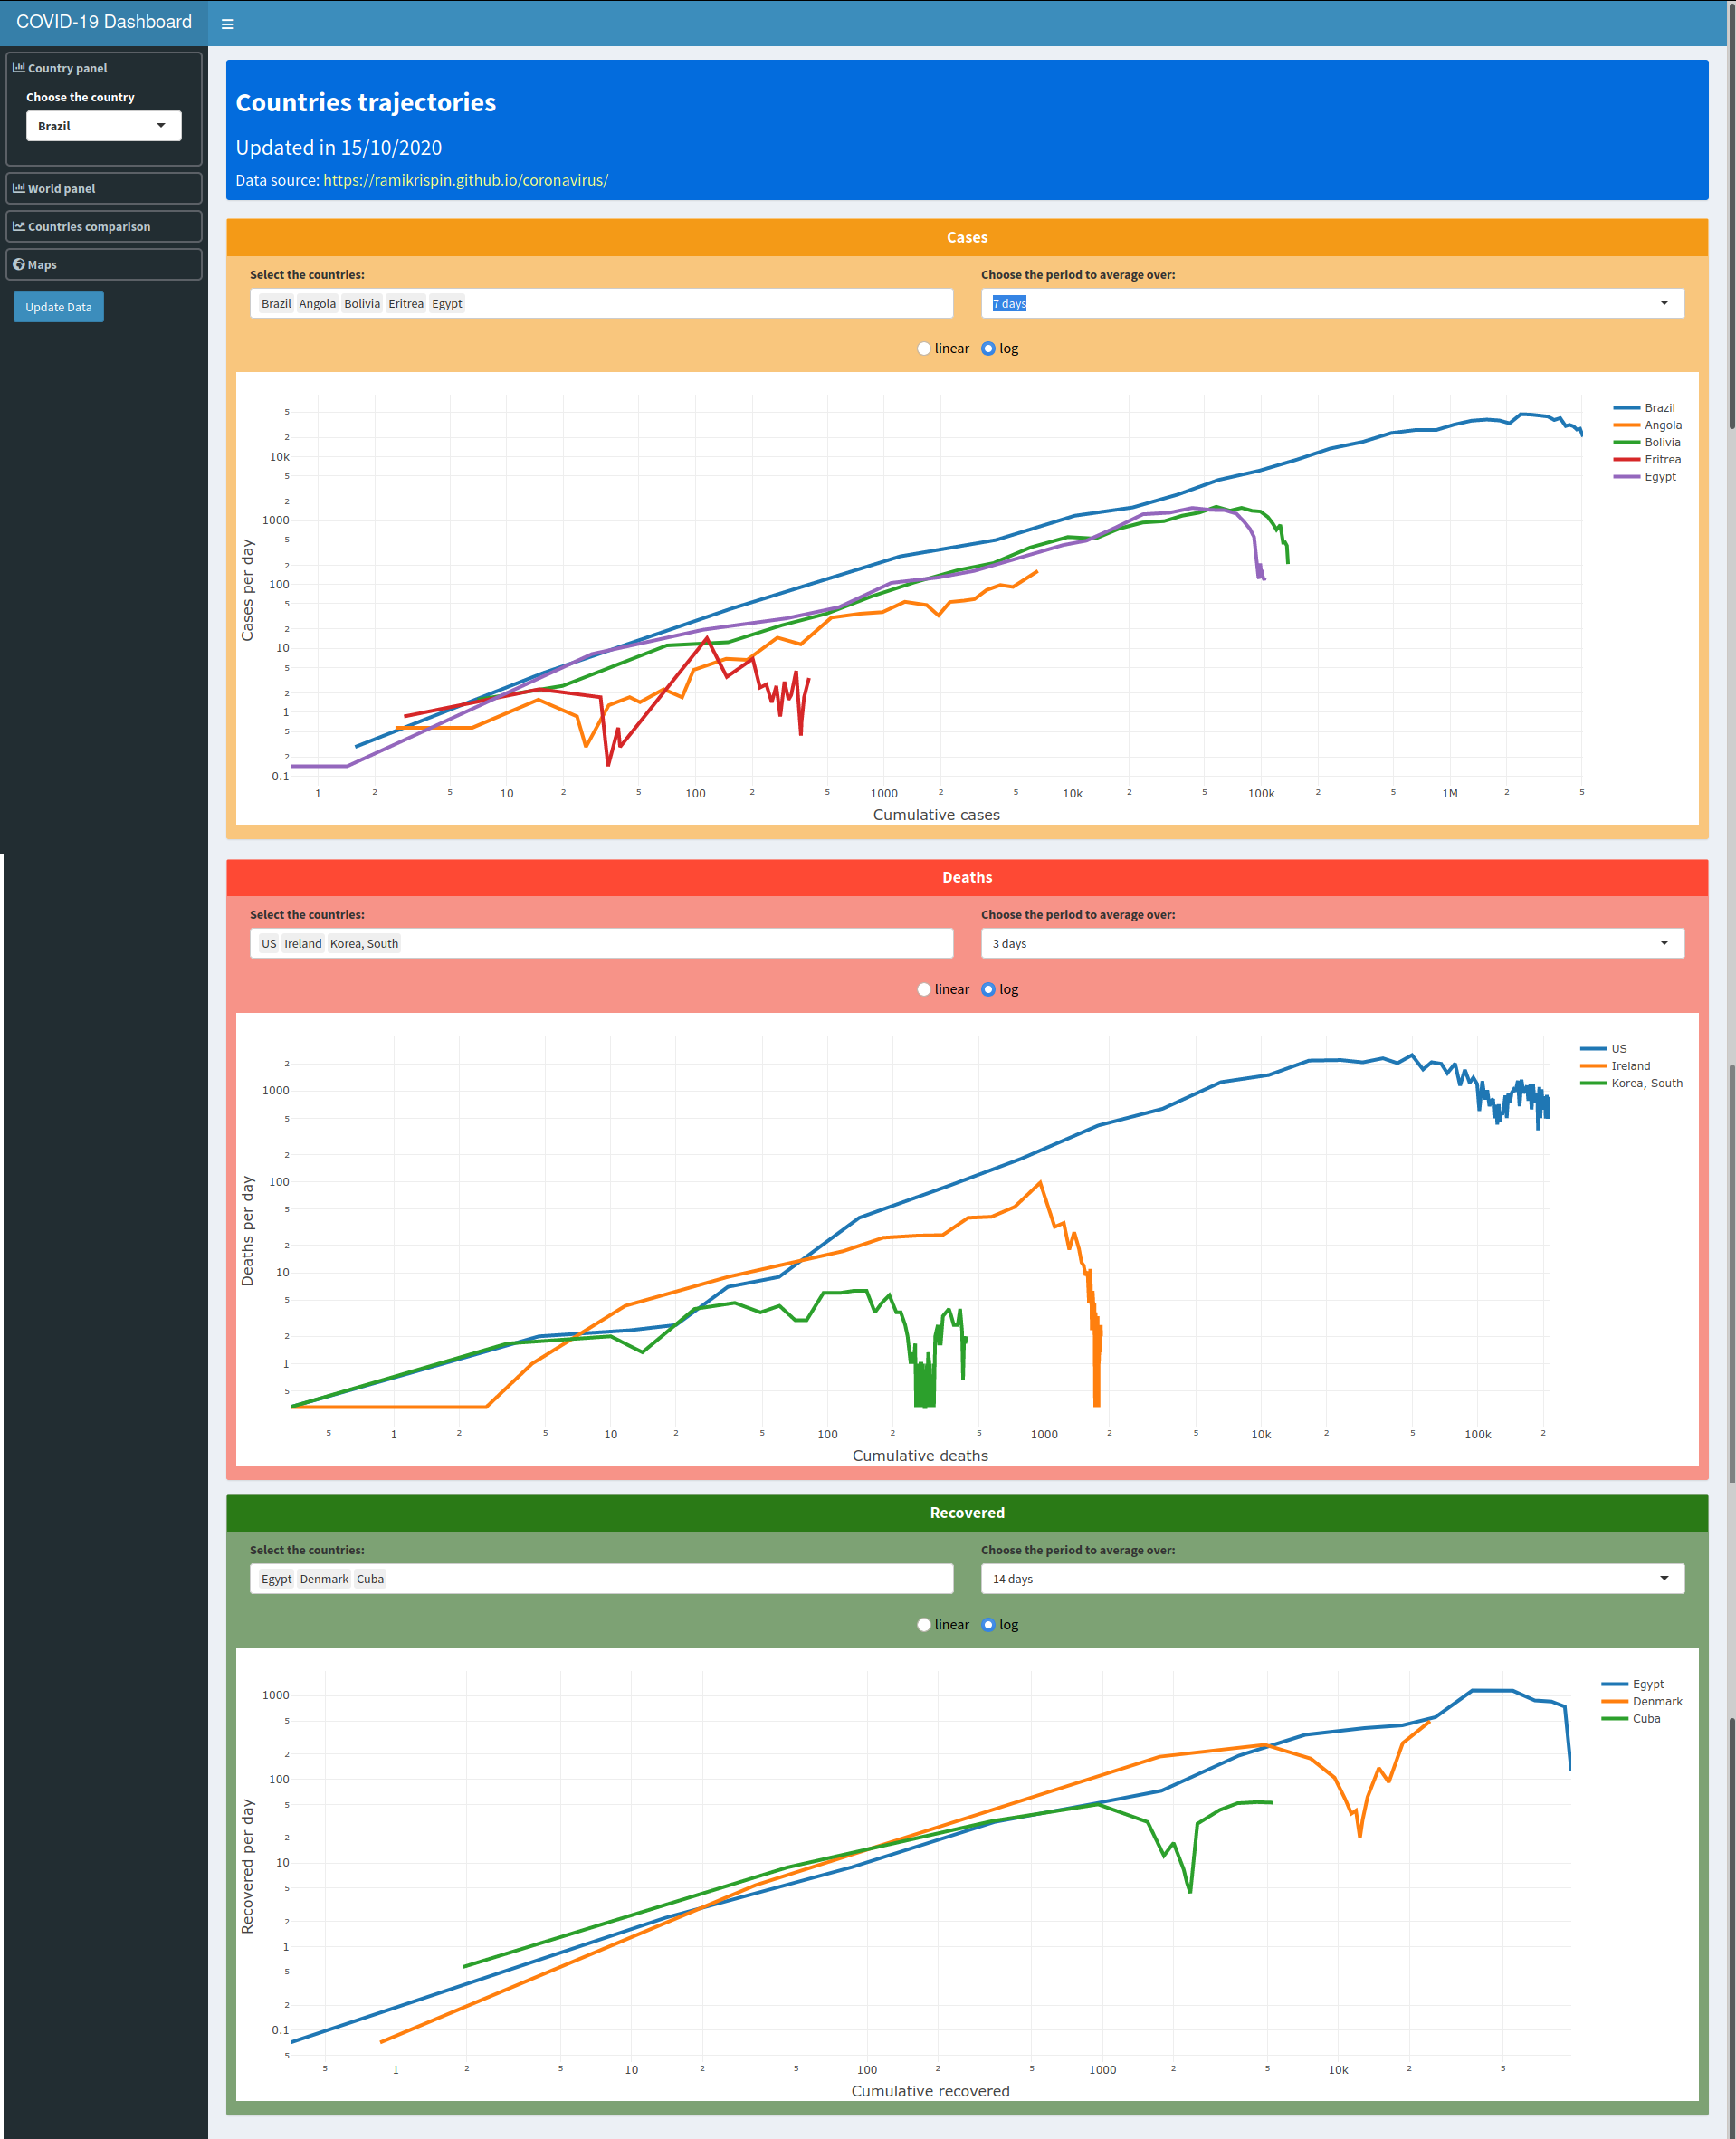 COVID-19 Dashboard
Country panel
Choose the country
Brazil
World panel
Countries comparison
Maps
Update Data
Countries trajectories
Updated in 15/10/2020
Data source: https://ramikrispin.github.io/coronavirus/
Cases
Select the countries:
Choose the period to average over:
Brazil Angola Bolivia Eritrea Egypt
7 days
linear log
Cases per day
5
2
10k
5
2
1000
5
2
100
5
2
10
5
2
1
5
2
0.1
1 2 5 10 2 5 100 2 5 1000 2 5 10k 2 5 100k 2 5 1M 2 5
Cumulative cases
Brazil
Angola
Bolivia
Eritrea
Egypt
Deaths
Select the countries:
Choose the period to average over:
US Ireland Korea, South
3 days
linear log
Deaths per day
2
1000
5
2
100
5
2
10
5
2
1
5
5 1 2 5 10 2 5 100 2 5 1000 2 5 10k 2 5 100k 2
Cumulative deaths
US
Ireland
Korea, South
Recovered
Select the countries:
Choose the period to average over:
Egypt Denmark Cuba
14 days
linear log
Recovered per day
1000
5
2
100
5
2
10
5
2
1
5
2
0.1
5
5 1 2 5 10 2 5 100 2 5 1000 2 5 10k 2 5
Cumulative recovered
Egypt
Denmark
Cuba